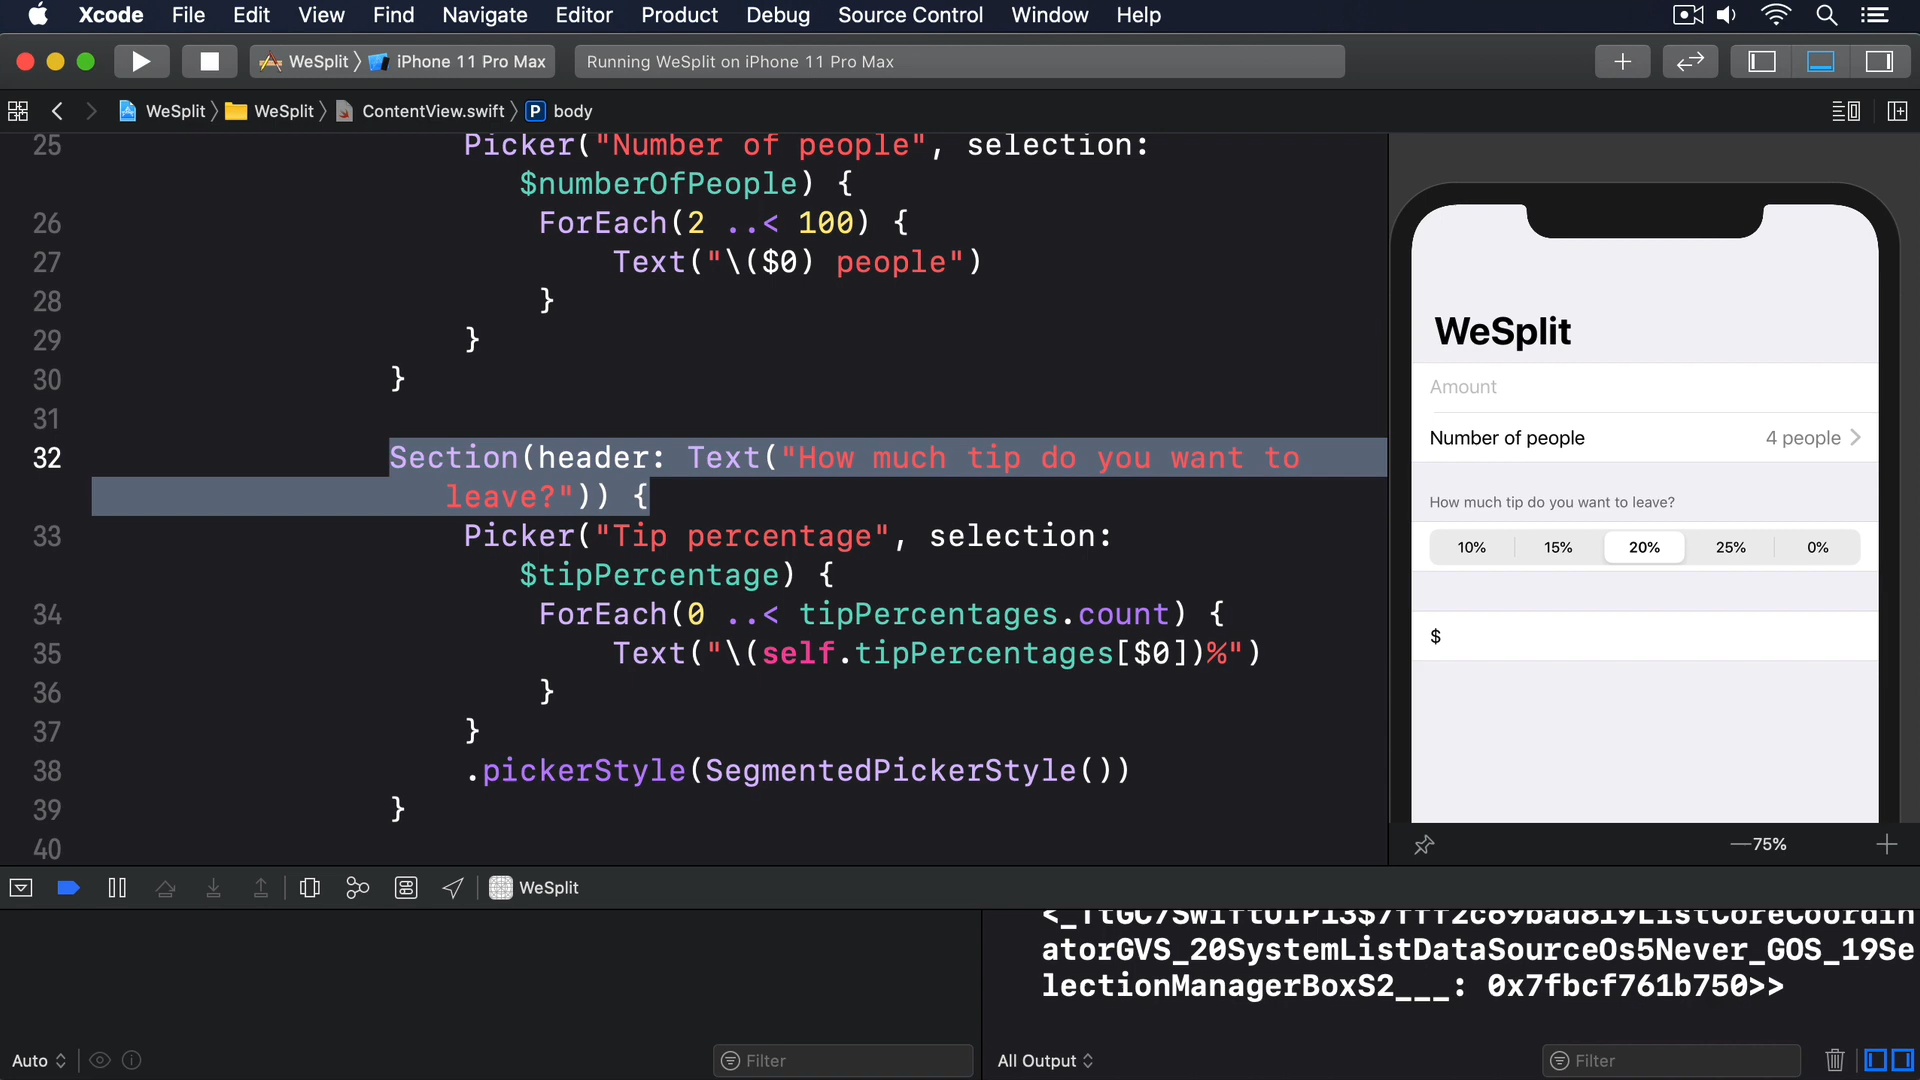 Xcode File Edit View Find Navigate Editor Product Debug Source Control Window Help
WeSplit iPhone 11 Pro Max Running WeSplit on iPhone 11 Pro Max
WeSplit WeSplit ContentView.swift P body
25 Picker("Number of people", selection:
$numberOfPeople) {
26 ForEach(2 ..< 100) {
27 Text("\($0) people")
28 }
29 }
30 }
31
32 Section(header: Text("How much tip do you want to
leave?")) {
33 Picker("Tip percentage", selection:
$tipPercentage) {
34 ForEach(0 ..< tipPercentages.count) {
35 Text("\(self.tipPercentages[$0])%")
36 }
37 }
38 .pickerStyle(SegmentedPickerStyle())
39 }
40
WeSplit
Amount
Number of people 4 people
How much tip do you want to leave?
10% 15% 20% 25% 0%
$
75%
WeSplit
atorGVS_20SystemListDataSourceOs5Never_GOS_19Se
lectionManagerBoxS2___: 0x7fbcf761b750>>
Auto Filter All Output Filter